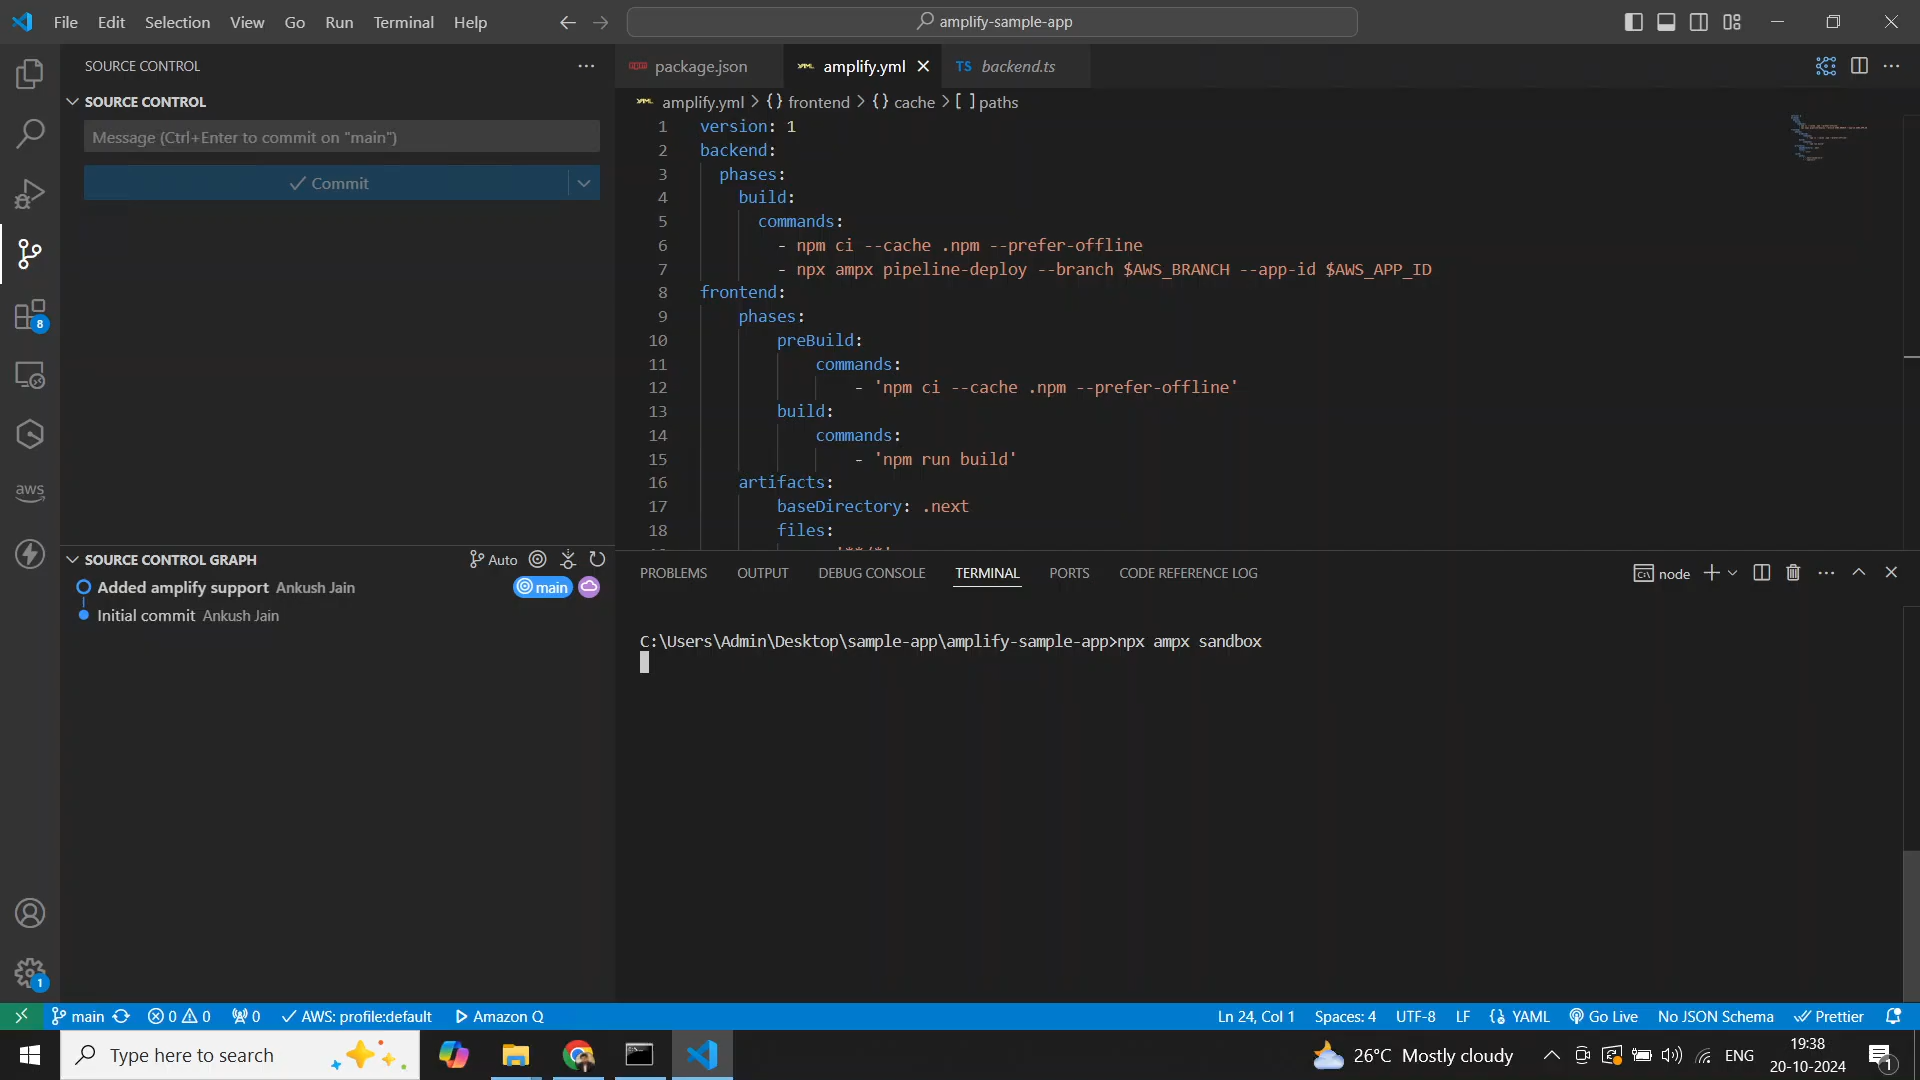 File Edit Selection View Go Run Terminal Help
amplify-sample-app
SOURCE CONTROL
SOURCE CONTROL
Message (Ctrl+Enter to commit on "main")
Commit
package.json
amplify.yml
TS backend.ts
amplify.yml > {} frontend > {} cache > [ ] paths
1 version: 1
2 backend:
3 phases:
4 build:
5 commands:
6 - npm ci --cache .npm --prefer-offline
7 - npx ampx pipeline-deploy --branch $AWS_BRANCH --app-id $AWS_APP_ID
8 frontend:
9 phases:
10 preBuild:
11 commands:
12 - 'npm ci --cache .npm --prefer-offline'
13 build:
14 commands:
15 - 'npm run build'
16 artifacts:
17 baseDirectory: .next
18 files:
8
aws
1
SOURCE CONTROL GRAPH
Auto
Added amplify support Ankush Jain
main
Initial commit Ankush Jain
PROBLEMS OUTPUT DEBUG CONSOLE TERMINAL PORTS CODE REFERENCE LOG
node
C:\Users\Admin\Desktop\sample-app\amplify-sample-app>npx ampx sandbox
main 0 0 0 AWS: profile:default Amazon Q
Ln 24, Col 1 Spaces: 4 UTF-8 LF {} YAML Go Live No JSON Schema Prettier
Type here to search
26°C Mostly cloudy
ENG
19:38
20-10-2024
1